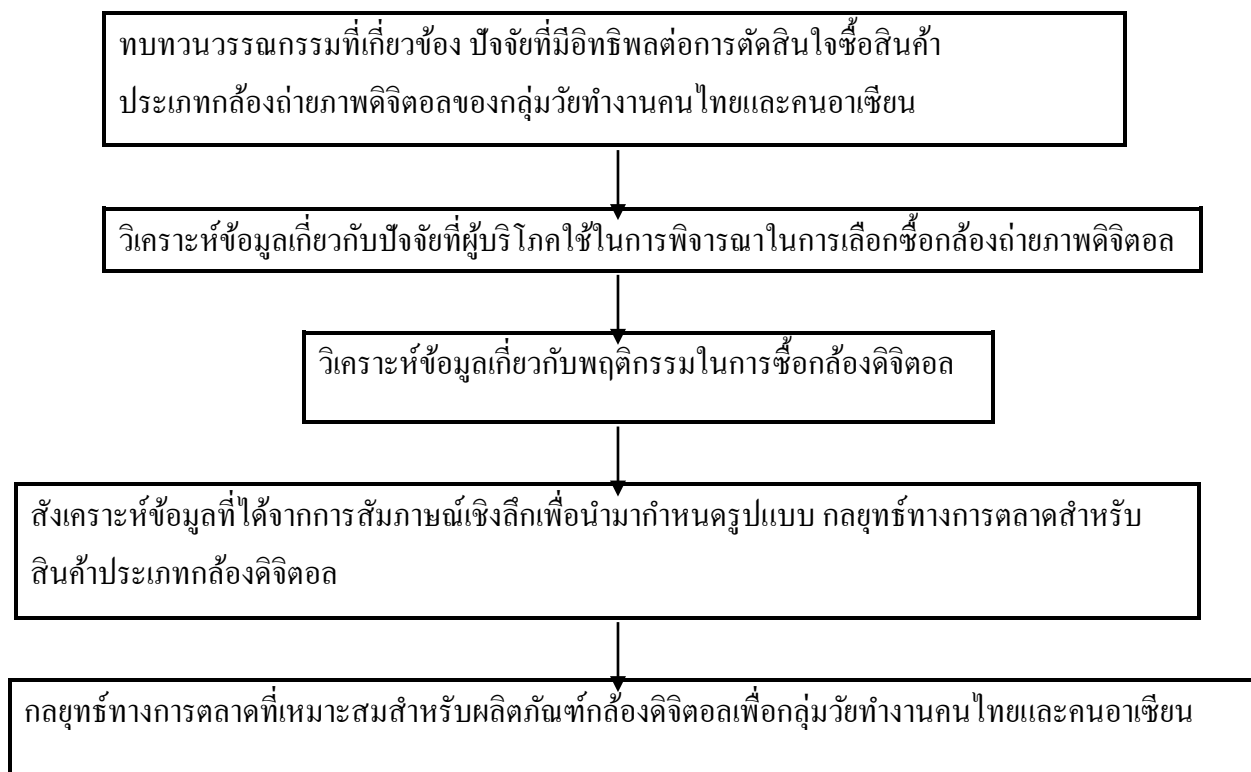 ทบทวนวรรณกรรมที่เกี่ยวข้อง ปัจจัยที่มีอิทธิพลต่อการตัดสินใจซื้อสินค้า
ประเภทกล้องถ่ายภาพดิจิตอลของกลุ่มวัยทำงานคนไทยและคนอาเซียน
วิเคราะห์ข้อมูลเกี่ยวกับปัจจัยที่ผู้บริโภคใช้ในการพิจารณาในการเลือกซื้อกล้องถ่ายภาพดิจิตอล
วิเคราะห์ข้อมูลเกี่ยวกับพฤติกรรมในการซื้อกล้องดิจิตอล
สังเคราะห์ข้อมูลที่ได้จากการสัมภาษณ์เชิงลึกเพื่อนำมากำหนดรูปแบบ กลยุทธ์ทางการตลาดสำหรับ
สินค้าประเภทกล้องดิจิตอล
กลยุทธ์ทางการตลาดที่เหมาะสมสำหรับผลิตภัณฑ์กล้องดิจิตอลเพื่อกลุ่มวัยทำงานคนไทยและคนอาเซียน